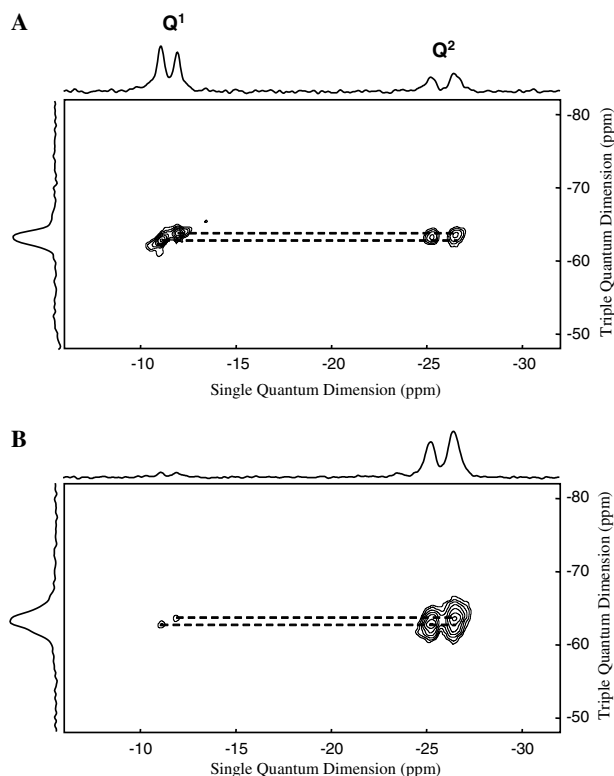 A
Q¹
Q²
-80
-70
-60
-50
Triple Quantum Dimension (ppm)
-10 -15 -20 -25 -30
Single Quantum Dimension (ppm)
B
-80
-70
-60
-50
Triple Quantum Dimension (ppm)
-10 -15 -20 -25 -30
Single Quantum Dimension (ppm)